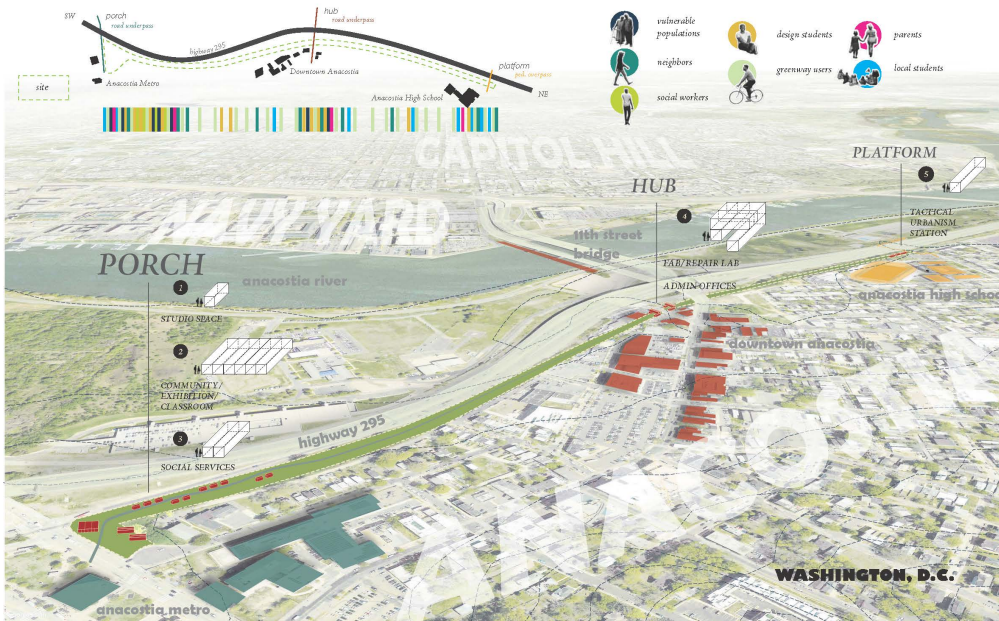 SW
porch
road underpass
hub
road underpass
highway 295
platform
ped. overpass
NE
site
Anacostia Metro
Downtown Anacostia
Anacostia High School
vulnerable
populations
neighbors
social workers
design students
greenway users
parents
local students
CAPITOL HILL
NAVY YARD
PLATFORM
5
TACTICAL
URBANISM
STATION
HUB
4
11th street
bridge
FAB/REPAIR LAB
ADMIN OFFICES
PORCH
anacostia river
1
STUDIO SPACE
2
COMMUNITY/
EXHIBITION/
CLASSROOM
3
SOCIAL SERVICES
anacostia high schoo
downtown anacostia
highway 295
ANACOSTIA
WASHINGTON, D.C.
anacostia metro